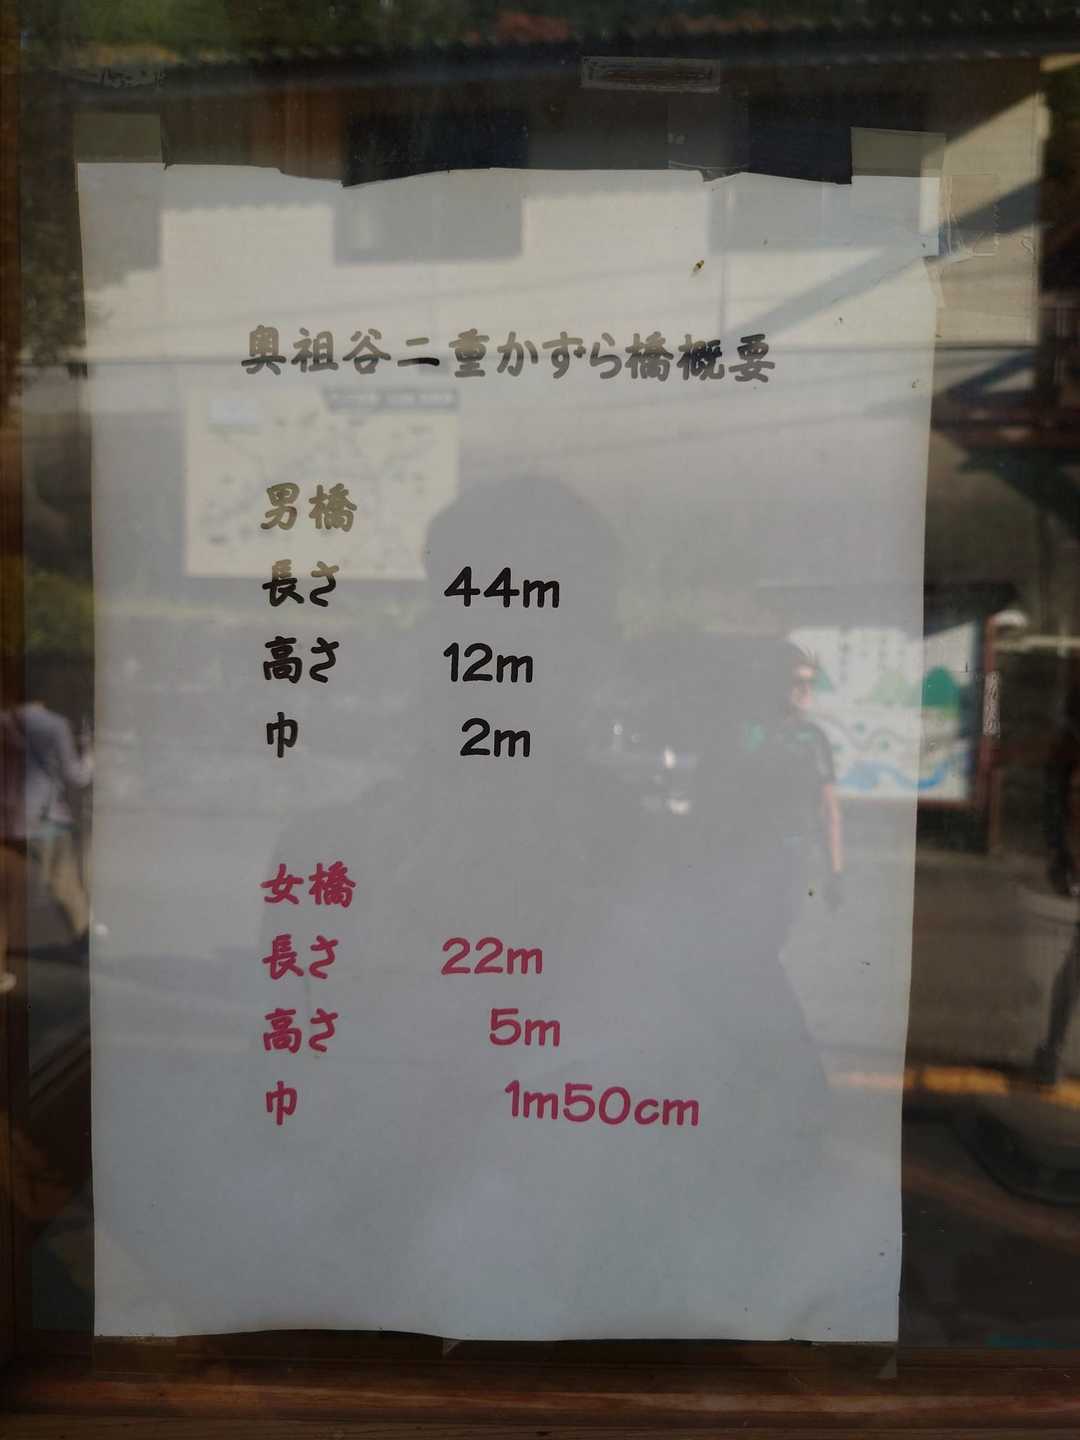 奥祖谷二重かずら橋概要
男橋
長さ 44m
高さ 12m
巾 2m
女橋
長さ 22m
高さ 5m
巾 1m50cm